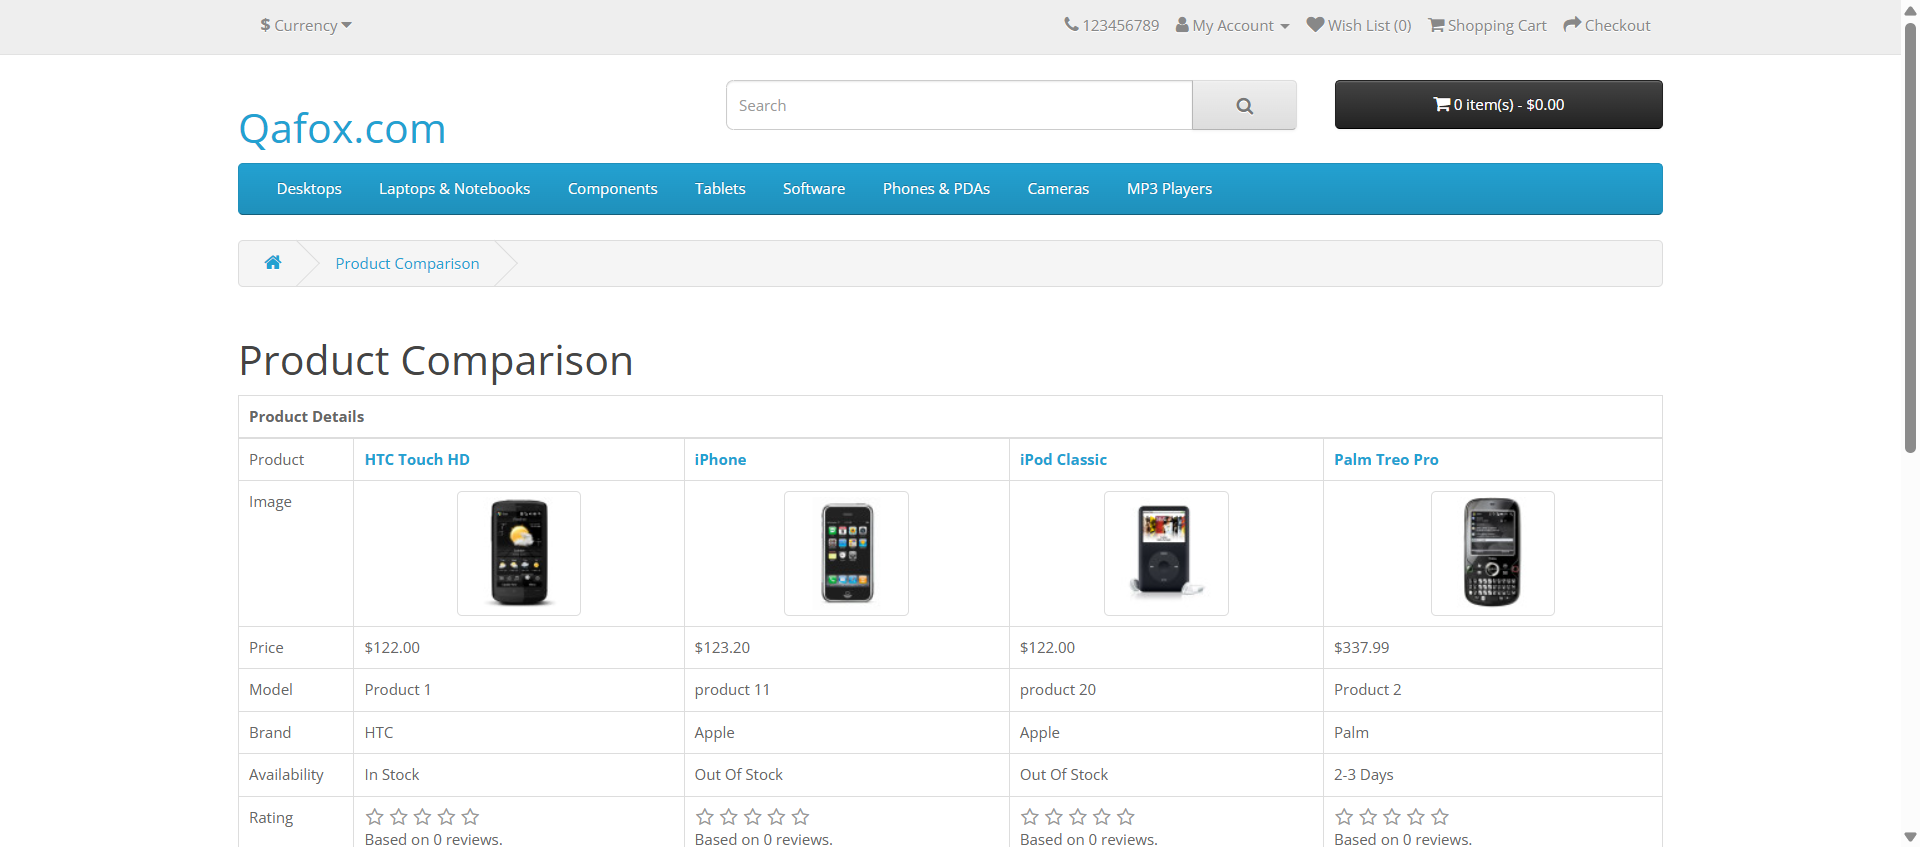 $ Currency
123456789 My Account Wish List (0) Shopping Cart Checkout
Qafox.com
Search
0 item(s) - $0.00
Desktops Laptops & Notebooks Components Tablets Software Phones & PDAs Cameras MP3 Players
Product Comparison
Product Comparison
Product Details
Product HTC Touch HD iPhone iPod Classic Palm Treo Pro
Image
Price $122.00 $123.20 $122.00 $337.99
Model Product 1 product 11 product 20 Product 2
Brand HTC Apple Apple Palm
Availability In Stock Out Of Stock Out Of Stock 2-3 Days
Rating
Based on 0 reviews. Based on 0 reviews. Based on 0 reviews. Based on 0 reviews.